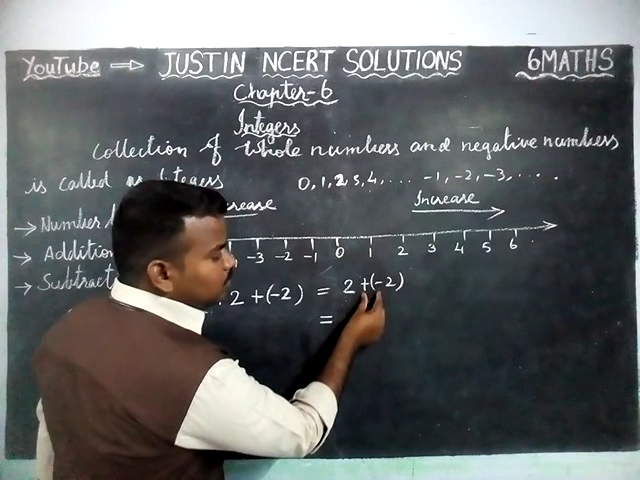 YouTube → JUSTIN NCERT SOLUTIONS 6MATHS
Chapter-6
Integers
Collection of Whole numbers and negative numbers
is called as Integers 0, 1, 2, 3, 4, .... -1, -2, -3, .....
→ Number Increase
→ Addition
-3 -2 -1 0 1 2 3 4 5 6
→ Subtract
2 + (-2) = 2 + (-2)
=